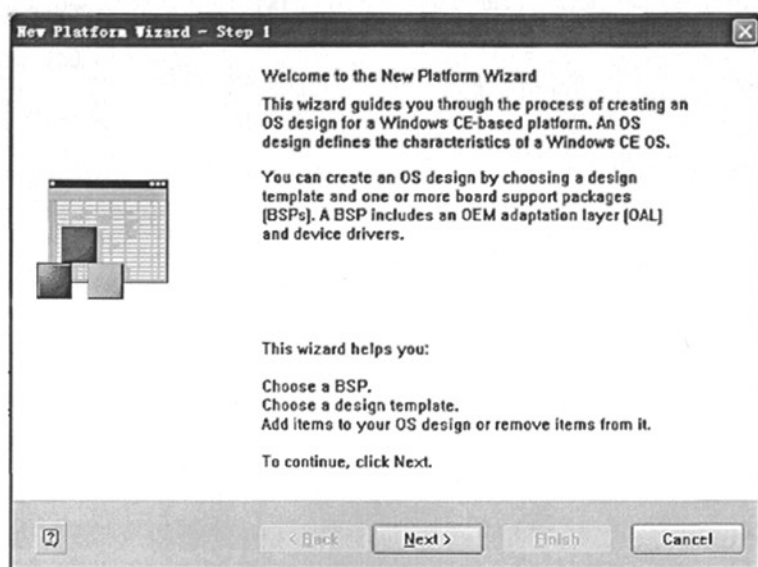 New Platform Wizard - Step 1
Welcome to the New Platform Wizard
This wizard guides you through the process of creating an
OS design for a Windows CE-based platform. An OS
design defines the characteristics of a Windows CE OS.
You can create an OS design by choosing a design
template and one or more board support packages
(BSPs). A BSP includes an OEM adaptation layer (OAL)
and device drivers.
This wizard helps you:
Choose a BSP.
Choose a design template.
Add items to your OS design or remove items from it.
To continue, click Next.
< Back Next > Finish Cancel